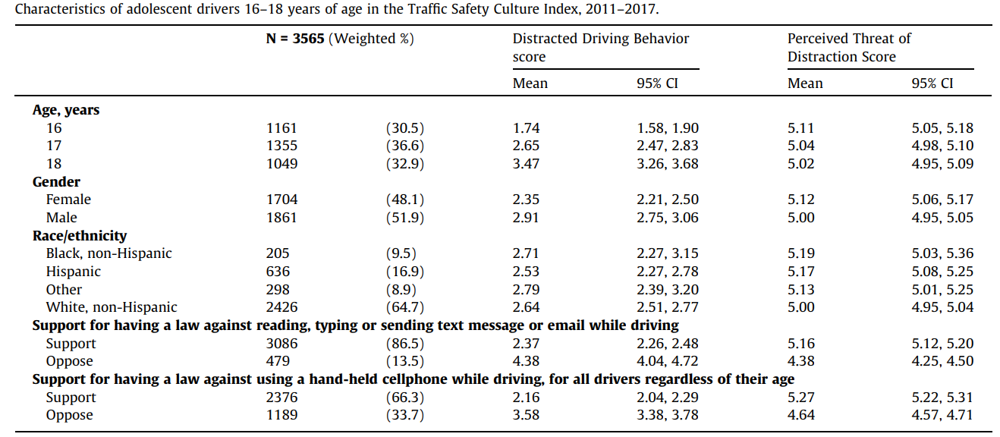 Characteristics of adolescent drivers 16–18 years of age in the Traffic Safety Culture Index, 2011–2017.
N = 3565 (Weighted %) Distracted Driving Behavior score Perceived Threat of Distraction Score
Mean 95% CI Mean 95% CI
Age, years
16 1161 (30.5) 1.74 1.58, 1.90 5.11 5.05, 5.18
17 1355 (36.6) 2.65 2.47, 2.83 5.04 4.98, 5.10
18 1049 (32.9) 3.47 3.26, 3.68 5.02 4.95, 5.09
Gender
Female 1704 (48.1) 2.35 2.21, 2.50 5.12 5.06, 5.17
Male 1861 (51.9) 2.91 2.75, 3.06 5.00 4.95, 5.05
Race/ethnicity
Black, non-Hispanic 205 (9.5) 2.71 2.27, 3.15 5.19 5.03, 5.36
Hispanic 636 (16.9) 2.53 2.27, 2.78 5.17 5.08, 5.25
Other 298 (8.9) 2.79 2.39, 3.20 5.13 5.01, 5.25
White, non-Hispanic 2426 (64.7) 2.64 2.51, 2.77 5.00 4.95, 5.04
Support for having a law against reading, typing or sending text message or email while driving
Support 3086 (86.5) 2.37 2.26, 2.48 5.16 5.12, 5.20
Oppose 479 (13.5) 4.38 4.04, 4.72 4.38 4.25, 4.50
Support for having a law against using a hand-held cellphone while driving, for all drivers regardless of their age
Support 2376 (66.3) 2.16 2.04, 2.29 5.27 5.22, 5.31
Oppose 1189 (33.7) 3.58 3.38, 3.78 4.64 4.57, 4.71